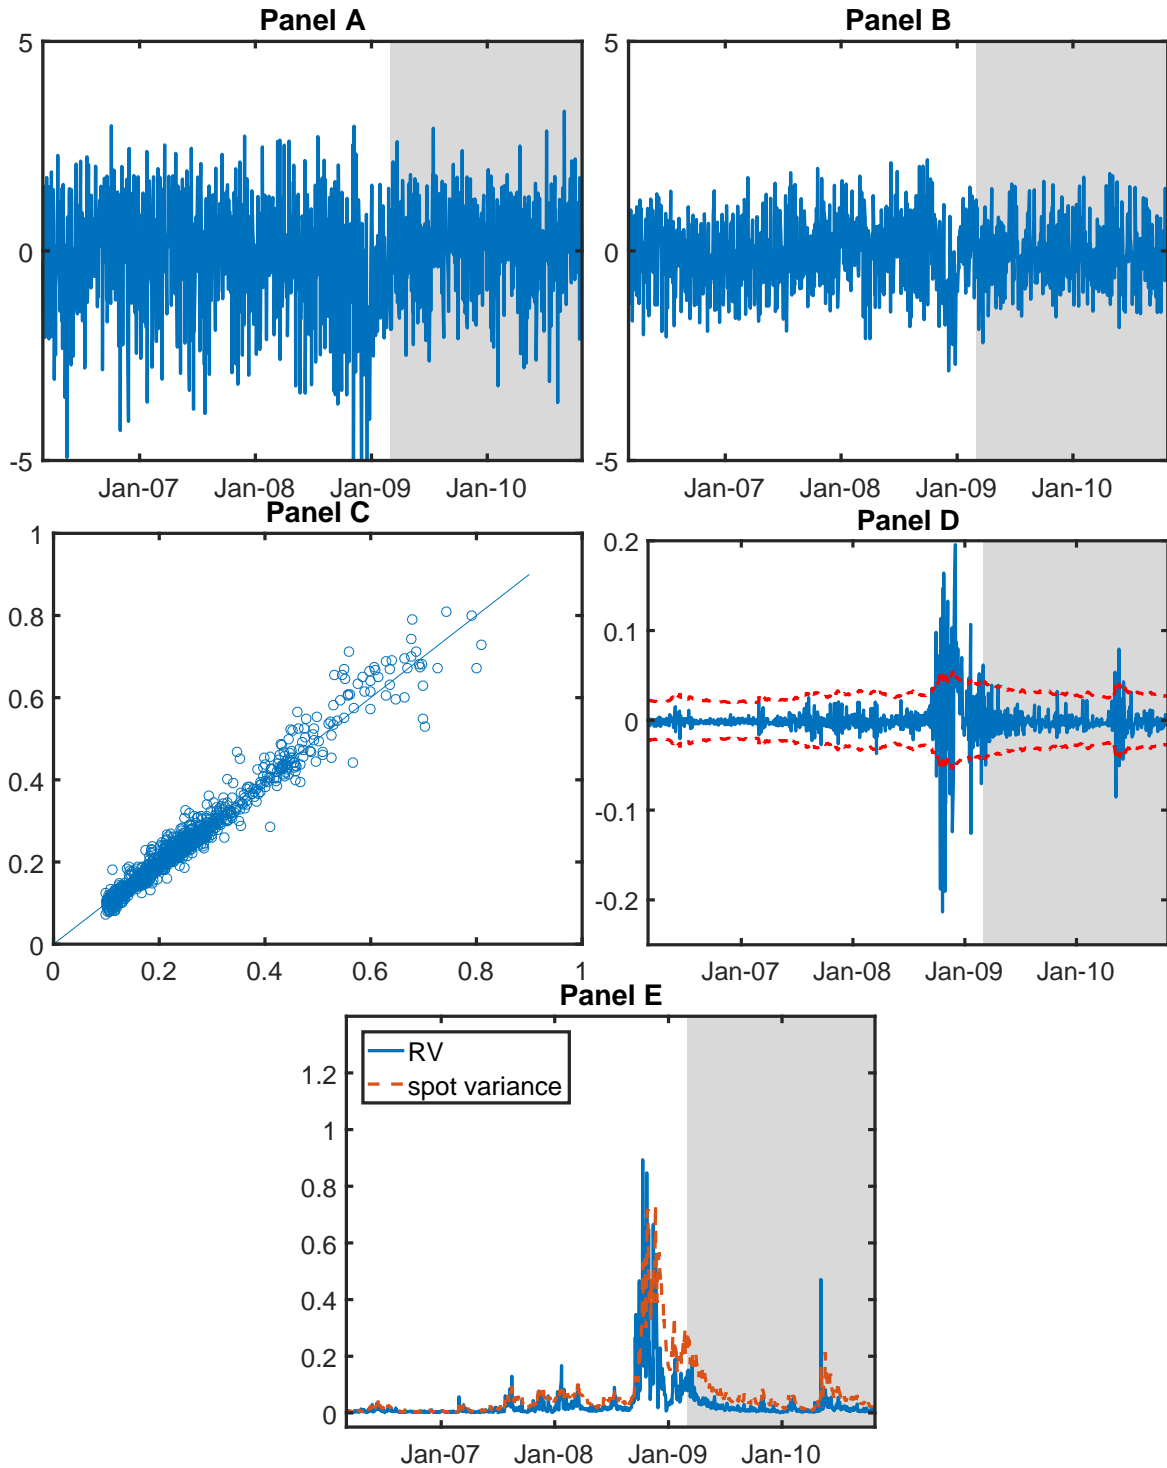 Panel A
5
0
-5
Jan-07 Jan-08 Jan-09 Jan-10
Panel B
5
0
-5
Jan-07 Jan-08 Jan-09 Jan-10
Panel C
1
0.8
0.6
0.4
0.2
0
0 0.2 0.4 0.6 0.8 1
Panel D
0.2
0.1
0
-0.1
-0.2
Jan-07 Jan-08 Jan-09 Jan-10
Panel E
RV
spot variance
1.2
1
0.8
0.6
0.4
0.2
0
Jan-07 Jan-08 Jan-09 Jan-10